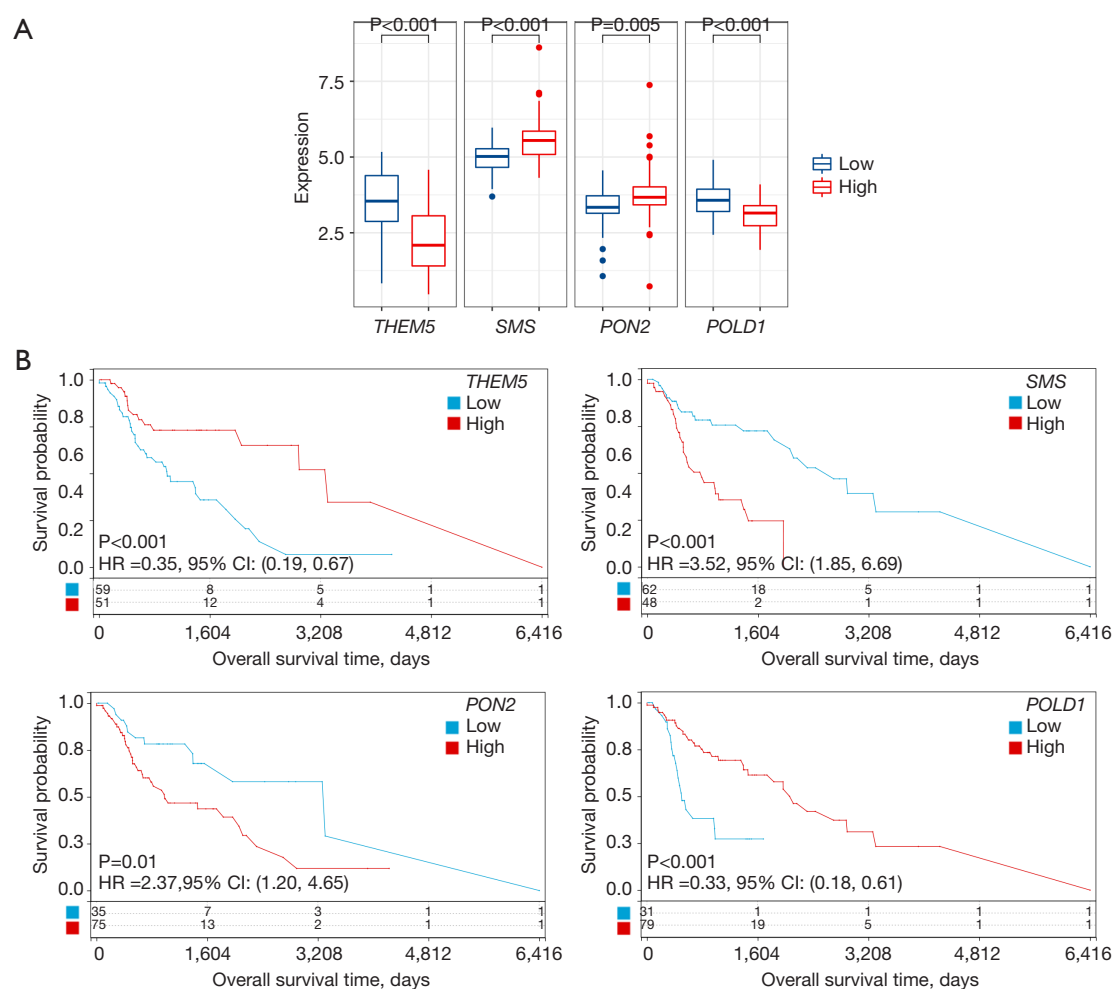 A
P<0.001 P<0.001 P=0.005 P<0.001
Expression
7.5
5.0
2.5
Low
High
THEM5 SMS PON2 POLD1
B
THEM5
Low
High
Survival probability
1.0
0.8
0.6
0.4
0.2
0.0
P<0.001
HR =0.35, 95% CI: (0.19, 0.67)
59 8 5 1 1
51 12 4 1 1
0 1,604 3,208 4,812 6,416
Overall survival time, days
SMS
Low
High
Survival probability
1.0
0.8
0.6
0.4
0.2
0.0
P<0.001
HR =3.52, 95% CI: (1.85, 6.69)
62 18 5 1 1
48 2 1 1 1
0 1,604 3,208 4,812 6,416
Overall survival time, days
PON2
Low
High
Survival probability
1.0
0.8
0.5
0.3
0.0
P=0.01
HR =2.37,95% CI: (1.20, 4.65)
35 7 3 1 1
75 13 2 1 1
0 1,604 3,208 4,812 6,416
Overall survival time, days
POLD1
Low
High
Survival probability
1.0
0.8
0.5
0.3
0.0
P<0.001
HR =0.33, 95% CI: (0.18, 0.61)
31 1 1 1 1
79 19 5 1 1
0 1,604 3,208 4,812 6,416
Overall survival time, days